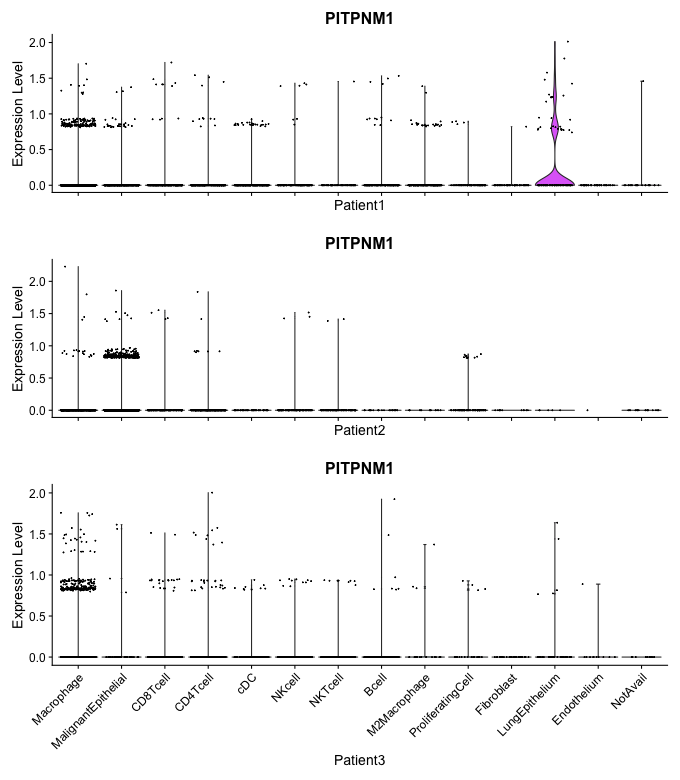 PITPNM1
Expression Level
2.0
1.5
1.0
0.5
0.0
Patient1
PITPNM1
Expression Level
2.0
1.5
1.0
0.5
0.0
Patient2
PITPNM1
Expression Level
2.0
1.5
1.0
0.5
0.0
Macrophage
MalignantEpithelial
CD8Tcell
CD4Tcell
cDC
NKcell
NKTcell
Bcell
M2Macrophage
ProliferatingCell
Fibroblast
LungEpithelium
Endothelium
NotAvail
Patient3